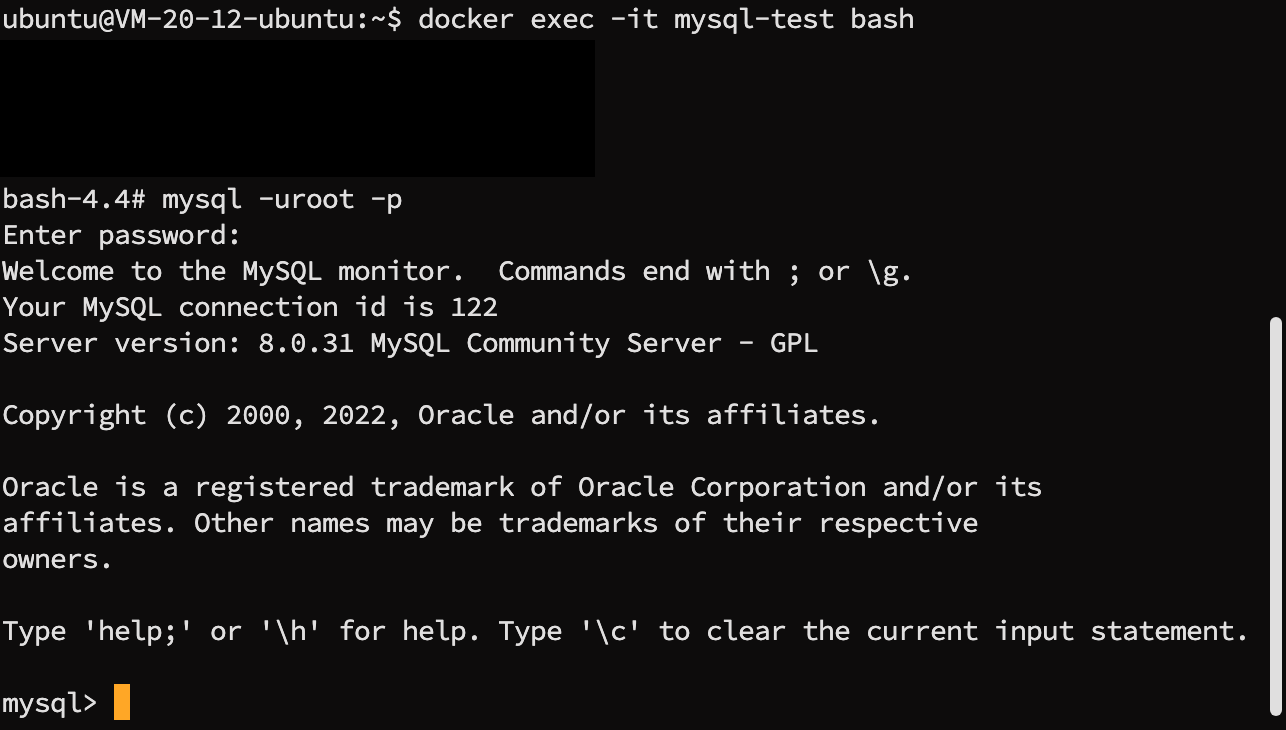 ubuntu@VM-20-12-ubuntu:~$ docker exec -it mysql-test bash
bash-4.4# mysql -uroot -p
Enter password:
Welcome to the MySQL monitor.  Commands end with ; or \g.
Your MySQL connection id is 122
Server version: 8.0.31 MySQL Community Server - GPL
Copyright (c) 2000, 2022, Oracle and/or its affiliates.
Oracle is a registered trademark of Oracle Corporation and/or its
affiliates. Other names may be trademarks of their respective
owners.
Type 'help;' or '\h' for help. Type '\c' to clear the current input statement.
mysql>